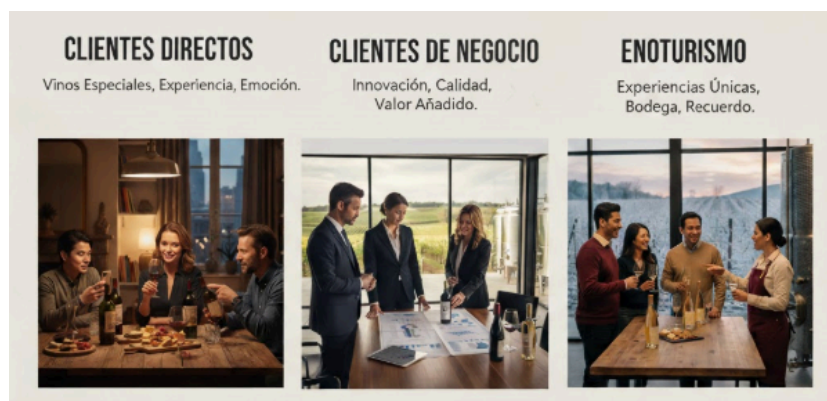 CLIENTES DIRECTOS
Vinos Especiales, Experiencia, Emoción.
CLIENTES DE NEGOCIO
Innovación, Calidad,
Valor Añadido.
ENOTURISMO
Experiencias Únicas,
Bodega, Recuerdo.